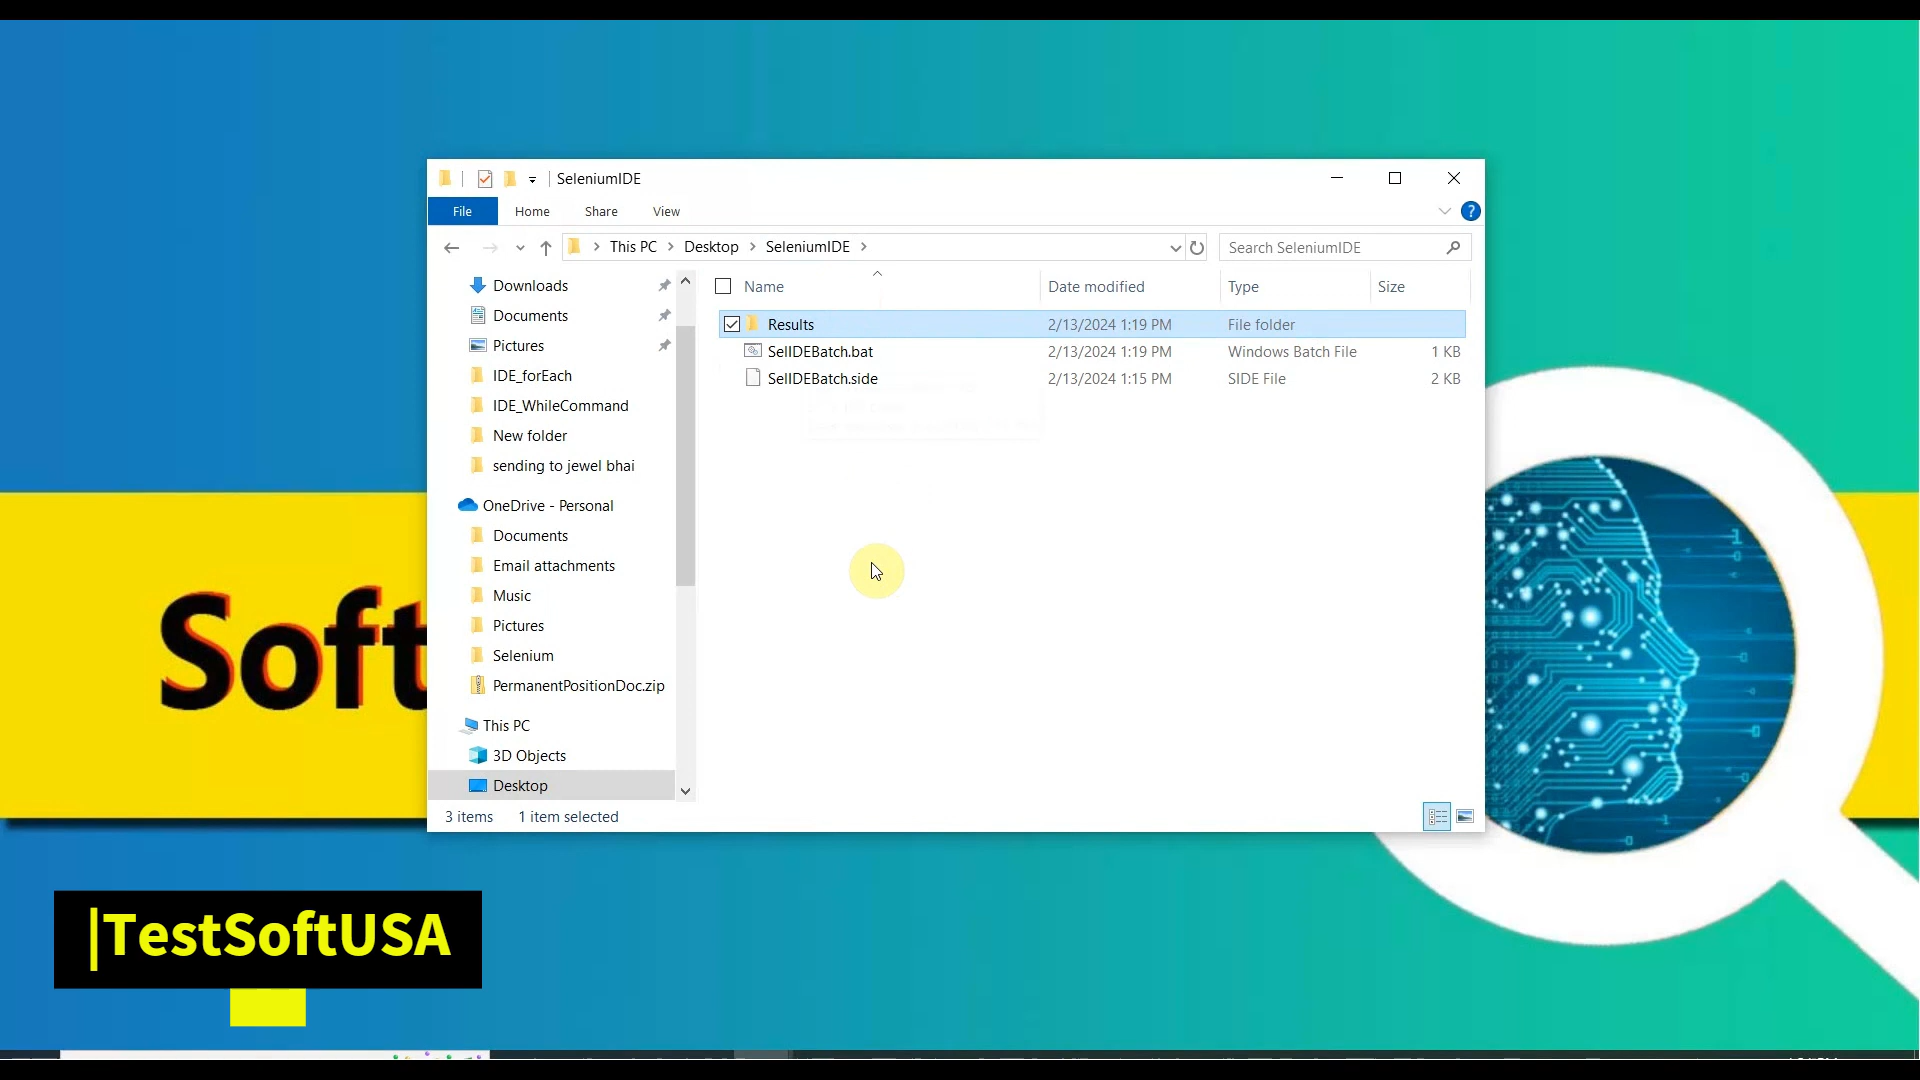 SeleniumIDE
File Home Share View
This PC Desktop SeleniumIDE
Search SeleniumIDE
Downloads
Documents
Pictures
IDE_forEach
IDE_WhileCommand
New folder
sending to jewel bhai
OneDrive - Personal
Documents
Email attachments
Music
Pictures
Selenium
PermanentPositionDoc.zip
This PC
3D Objects
Desktop
Name Date modified Type Size
Results 2/13/2024 1:19 PM File folder
SelIDEBatch.bat 2/13/2024 1:19 PM Windows Batch File 1 KB
SelIDEBatch.side 2/13/2024 1:15 PM SIDE File 2 KB
3 items 1 item selected
Soft
|TestSoftUSA